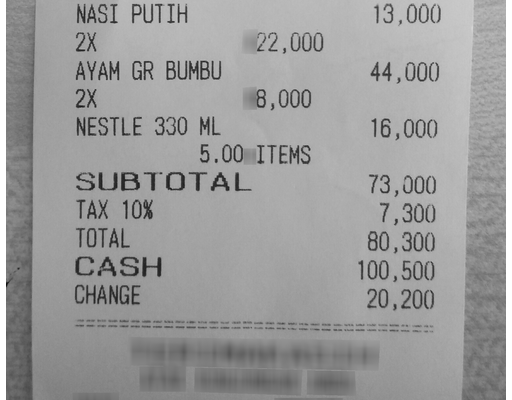 NASI PUTIH 13,000
2X 22,000
AYAM GR BUMBU 44,000
2X 8,000
NESTLE 330 ML 16,000
5.00 ITEMS
SUBTOTAL 73,000
TAX 10% 7,300
TOTAL 80,300
CASH 100,500
CHANGE 20,200